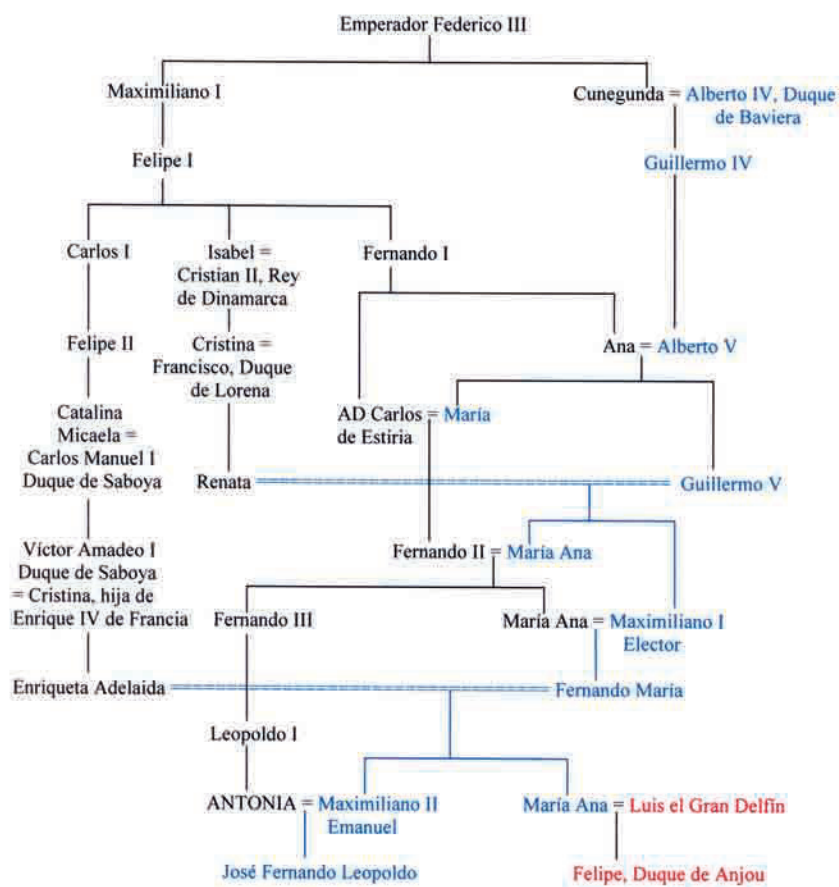 Emperador Federico III
Maximiliano I
Cunegunda = Alberto IV, Duque
de Baviera
Felipe I
Guillermo IV
Carlos I
Isabel =
Cristian II, Rey
de Dinamarca
Fernando I
Felipe II
Cristina =
Francisco, Duque
de Lorena
Ana = Alberto V
Catalina
Micaela =
Carlos Manuel I
Duque de Saboya
AD Carlos = María
de Estiria
Renata
Guillermo V
Víctor Amadeo I
Duque de Saboya
= Cristina, hija de
Enrique IV de Francia
Fernando II = María Ana
Fernando III
María Ana = Maximiliano I
Elector
Enriqueta Adelaida
Fernando María
Leopoldo I
ANTONIA = Maximiliano II
Emanuel
María Ana = Luis el Gran Delfín
José Fernando Leopoldo
Felipe, Duque de Anjou